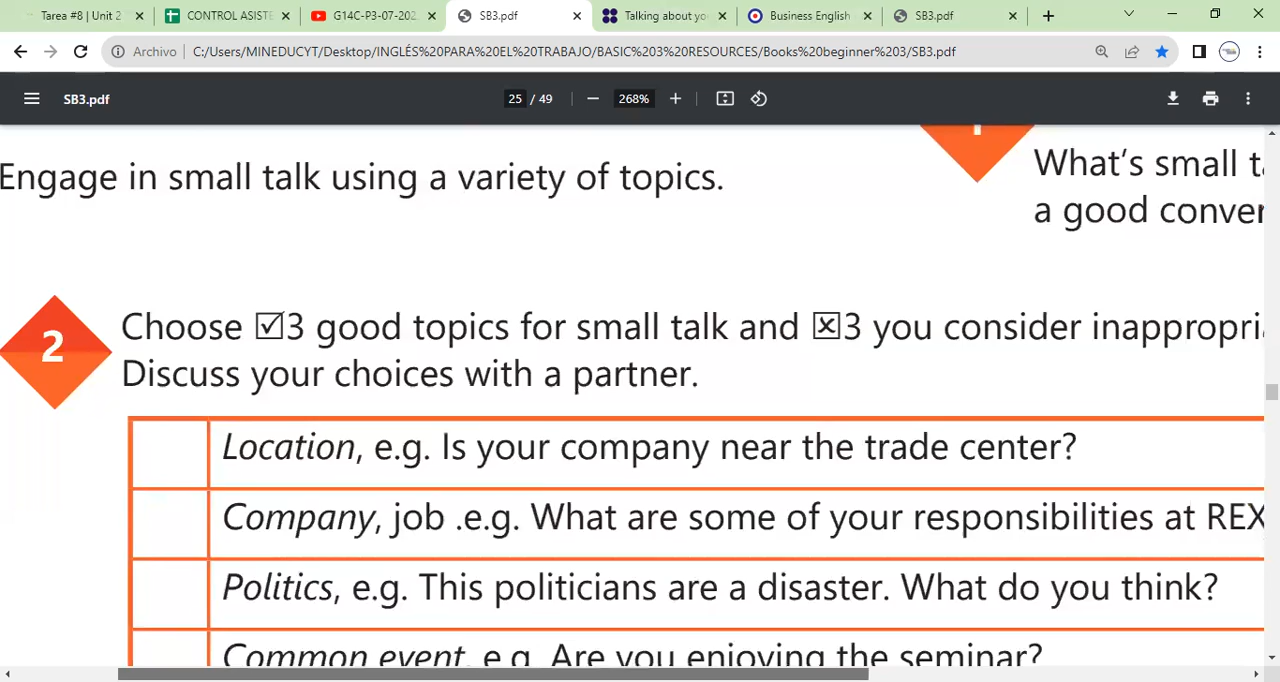 Tarea #8 | Unit 2
CONTROL ASISTE
G14C-P3-07-202
SB3.pdf
Talking about yo
Business English
SB3.pdf
Archivo
C:/Users/MINEDUCYT/Desktop/INGLÉS%20PARA%20EL%20TRABAJO/BASIC%203%20RESOURCES/Books%20beginner%203/SB3.pdf
SB3.pdf
25 / 49
268%
Engage in small talk using a variety of topics.
What's small t
a good conver
2
Choose ☑3 good topics for small talk and ☒3 you consider inappropri
Discuss your choices with a partner.
Location, e.g. Is your company near the trade center?
Company, job .e.g. What are some of your responsibilities at REX
Politics, e.g. This politicians are a disaster. What do you think?
Common event, e.g. Are you enjoying the seminar?